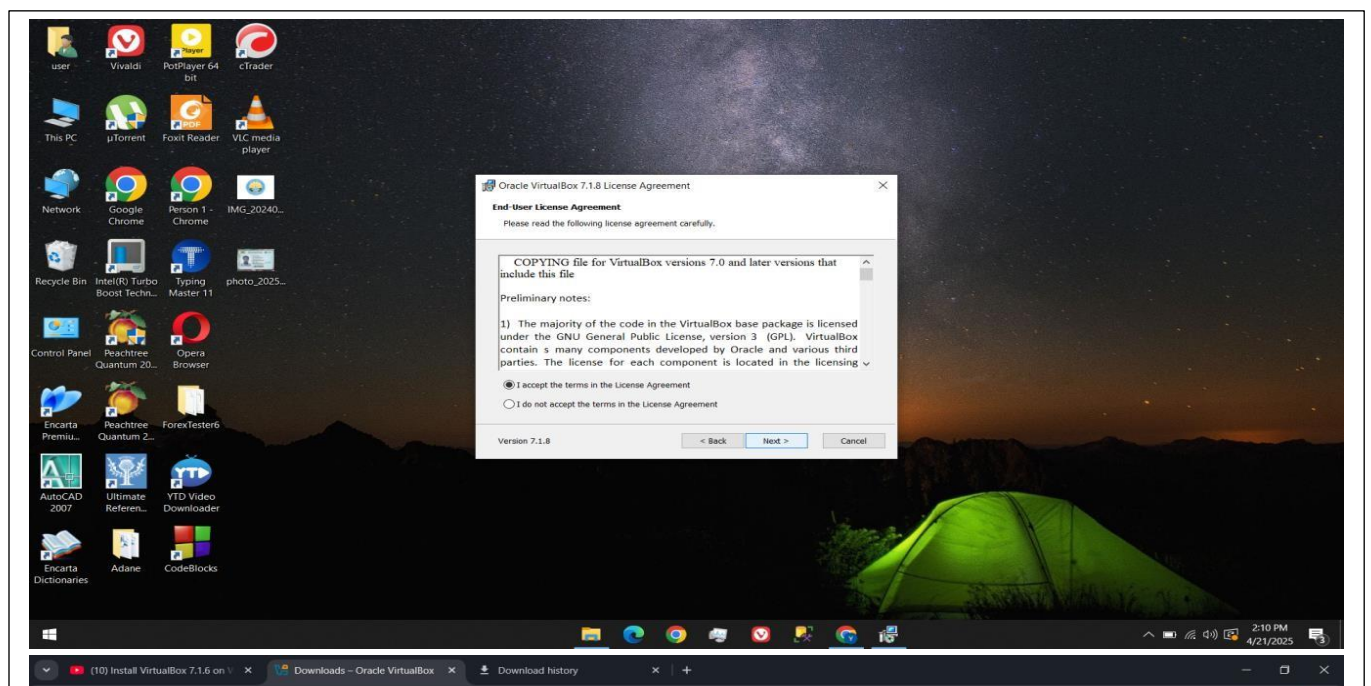 user
Vivaldi
PotPlayer 64
bit
cTrader
This PC
µTorrent
Foxit Reader
VLC media
player
Network
Google
Chrome
Person 1 -
Chrome
IMG_20240...
Recycle Bin
Intel(R) Turbo
Boost Techn...
Typing
Master 11
photo_2025...
Control Panel
Peachtree
Quantum 20...
Opera
Browser
Encarta
Premiu...
Peachtree
Quantum 2...
ForexTester6
AutoCAD
2007
Ultimate
Referen...
YTD Video
Downloader
Encarta
Dictionaries
Adane
CodeBlocks
Oracle VirtualBox 7.1.8 License Agreement
End-User License Agreement
Please read the following license agreement carefully.
COPYING file for VirtualBox versions 7.0 and later versions that
include this file
Preliminary notes:
1) The majority of the code in the VirtualBox base package is licensed
under the GNU General Public License, version 3 (GPL). VirtualBox
contain s many components developed by Oracle and various third
parties. The license for each component is located in the licensing
I accept the terms in the License Agreement
I do not accept the terms in the License Agreement
Version 7.1.8
< Back
Next >
Cancel
2:10 PM
4/21/2025
(10) Install VirtualBox 7.1.6 on
Downloads – Oracle VirtualBox
Download history